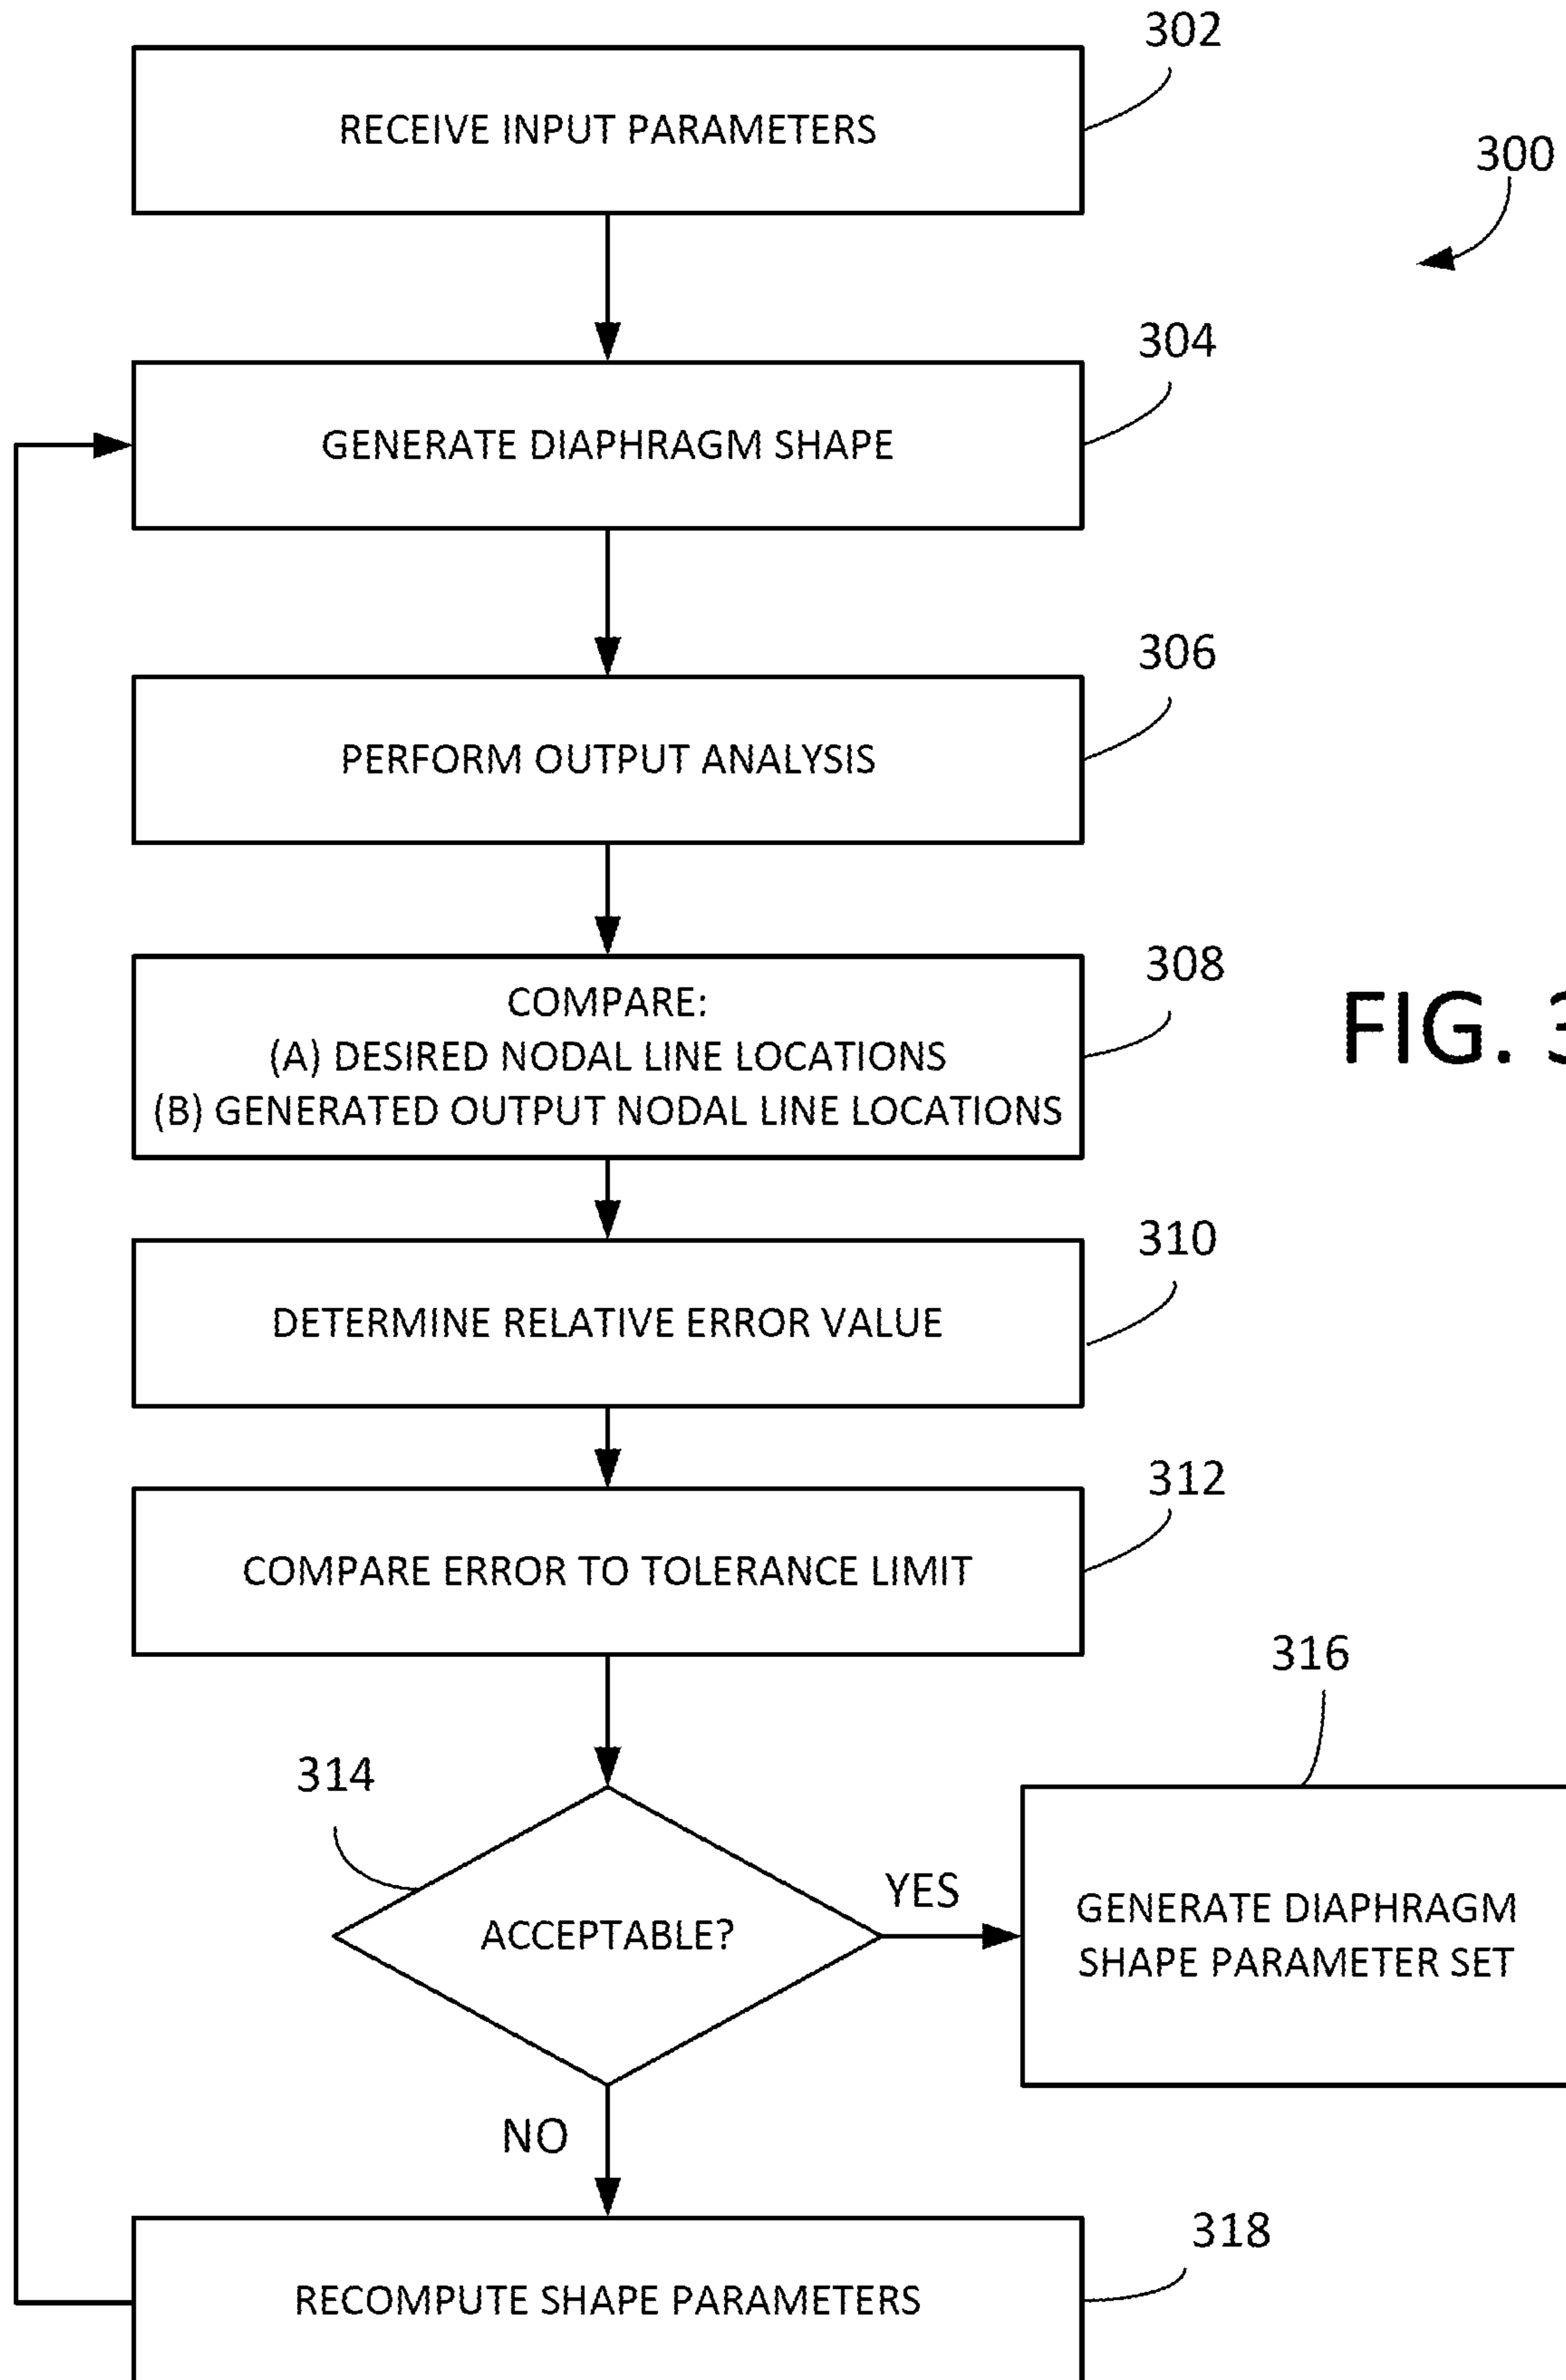 302
RECEIVE INPUT PARAMETERS
300
304
GENERATE DIAPHRAGM SHAPE
306
PERFORM OUTPUT ANALYSIS
308
COMPARE:
(A) DESIRED NODAL LINE LOCATIONS
(B) GENERATED OUTPUT NODAL LINE LOCATIONS
FIG. 3
310
DETERMINE RELATIVE ERROR VALUE
312
COMPARE ERROR TO TOLERANCE LIMIT
316
314
YES
ACCEPTABLE?
GENERATE DIAPHRAGM
SHAPE PARAMETER SET
NO
318
RECOMPUTE SHAPE PARAMETERS